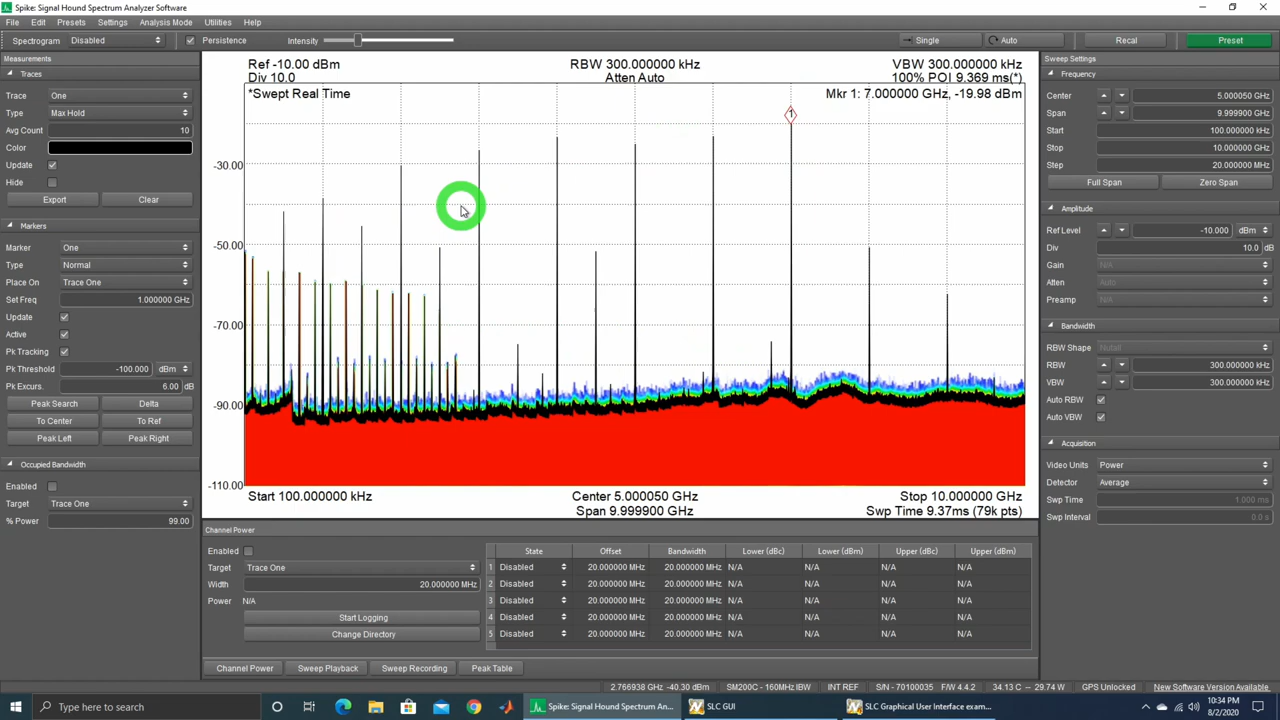 Spike: Signal Hound Spectrum Analyzer Software
File Edit Presets Settings Analysis Mode Utilities Help
Spectrogram Disabled Persistence Intensity Single Auto Recal Preset
Measurements
Traces
Trace One
Type Max Hold
Avg Count 10
Color
Update
Hide
Export Clear
Markers
Marker One
Type Normal
Place On Trace One
Set Freq 1.000000 GHz
Update
Active
Pk Tracking
Pk Threshold -100.000 dBm
Pk Excurs. 6.00 dB
Peak Search Delta
To Center To Ref
Peak Left Peak Right
Occupied Bandwidth
Enabled
Target Trace One
% Power 99.00
Ref -10.00 dBm RBW 300.000000 kHz VBW 300.000000 kHz
Div 10.0 Atten Auto 100% POI 9.369 ms(*)
*Swept Real Time Mkr 1: 7.000000 GHz, -19.98 dBm
1
-30.00
-50.00
-70.00
-90.00
-110.00
Start 100.000000 kHz Center 5.000050 GHz Stop 10.000000 GHz
Span 9.999900 GHz Swp Time 9.37ms (79k pts)
Channel Power
Enabled
Target Trace One
Width 20.000000 MHz
Power N/A
Start Logging
Change Directory
State Offset Bandwidth Lower (dBc) Lower (dBm) Upper (dBc) Upper (dBm)
1 Disabled 20.000000 MHz 20.000000 MHz N/A N/A N/A N/A
2 Disabled 20.000000 MHz 20.000000 MHz N/A N/A N/A N/A
3 Disabled 20.000000 MHz 20.000000 MHz N/A N/A N/A N/A
4 Disabled 20.000000 MHz 20.000000 MHz N/A N/A N/A N/A
5 Disabled 20.000000 MHz 20.000000 MHz N/A N/A N/A N/A
Channel Power Sweep Playback Sweep Recording Peak Table
Sweep Settings
Frequency
Center 5.000050 GHz
Span 9.999900 GHz
Start 100.000000 kHz
Stop 10.000000 GHz
Step 20.000000 MHz
Full Span Zero Span
Amplitude
Ref Level -10.000 dBm
Div 10.0 dB
Gain N/A
Atten Auto
Preamp N/A
Bandwidth
RBW Shape Nutall
RBW 300.000000 kHz
VBW 300.000000 kHz
Auto RBW
Auto VBW
Acquisition
Video Units Power
Detector Average
Swp Time 1.000 ms
Swp Interval 0.0 s
2.766938 GHz -40.30 dBm SM200C - 160MHz IBW INT REF S/N - 70100035 F/W 4.4.2 34.13 C -- 29.74 W GPS Unlocked New Software Version Available
Type here to search
Spike: Signal Hound Spectrum An...
SLC GUI
SLC Graphical User Interface exam...
10:34 PM
8/2/2020